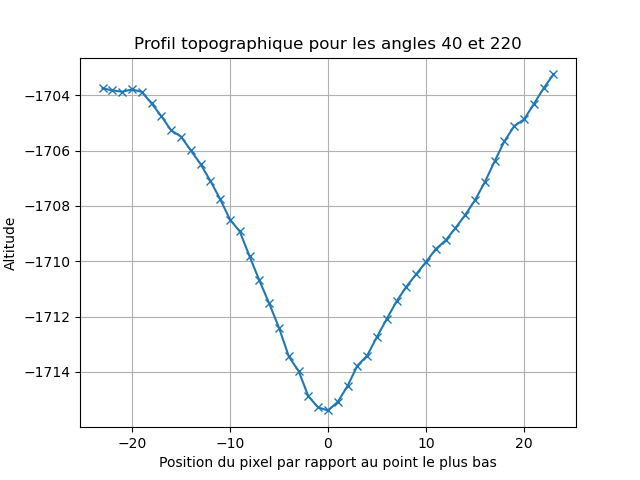 Profil topographique pour les angles 40 et 220
Altitude
−1704
−1706
−1708
−1710
−1712
−1714
−20 −10 0 10 20
Position du pixel par rapport au point le plus bas